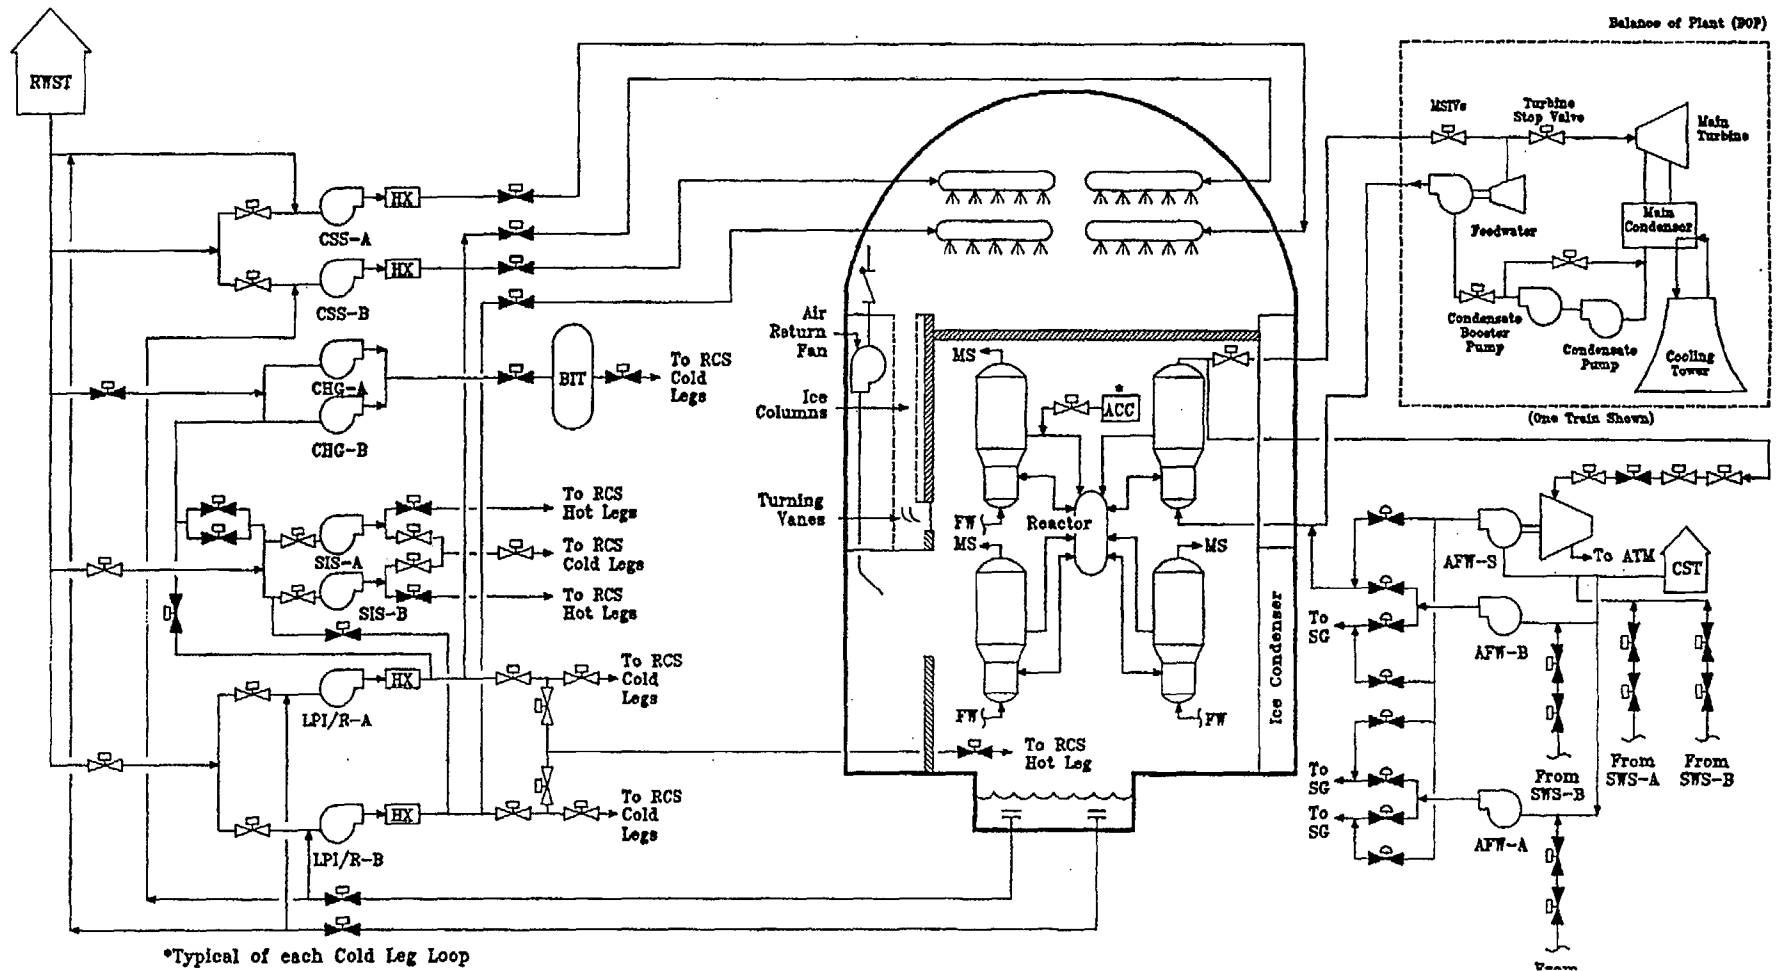 Balance of Plant (BOP)
RWST
MSIVs
Turbine
Stop Valve
Main
Turbine
HX
CSS-A
Main
Condensor
Feedwater
HX
CSS-B
Air
Return
Fan
Condensate
Booster
Pump
Condensate
Pump
Cooling
Tower
CHG-A
BIT
To RCS
Cold
Legs
MS
*
ACC
Ice
Columns
(One Train Shown)
CHG-B
To RCS
Hot Legs
Turning
Vanes
FW
Reactor
MS
MS
SIS-A
To RCS
Cold Legs
AFW-S
To ATM
CST
SIS-B
To RCS
Hot Legs
To
SG
AFW-B
Ice Condenser
HX
To RCS
Cold
Legs
LPI/R-A
FW
FW
To RCS
Hot Leg
From
SWS-B
From
SWS-A
From
SWS-B
To
SG
To
SG
AFW-A
HX
To RCS
Cold
Legs
LPI/R-B
*Typical of each Cold Leg Loop